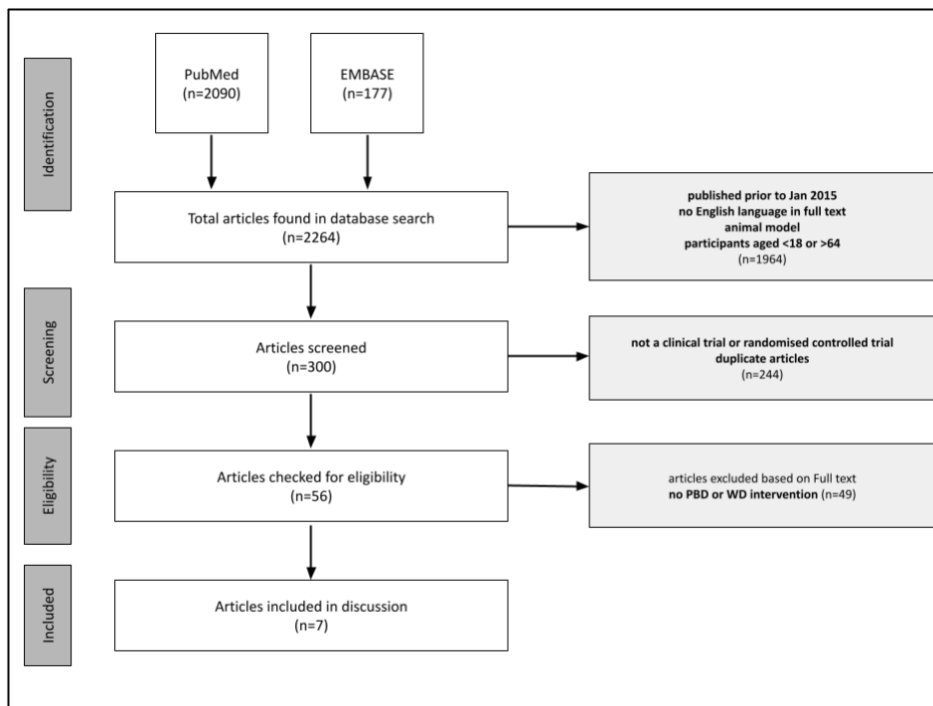 PubMed
(n=2090)
EMBASE
(n=177)
Identification
Total articles found in database search
(n=2264)
published prior to Jan 2015
no English language in full text
animal model
participants aged <18 or >64
(n=1964)
Screening
Articles screened
(n=300)
not a clinical trial or randomised controlled trial
duplicate articles
(n=244)
Eligibility
Articles checked for eligibility
(n=56)
articles excluded based on Full text
no PBD or WD intervention (n=49)
Included
Articles included in discussion
(n=7)